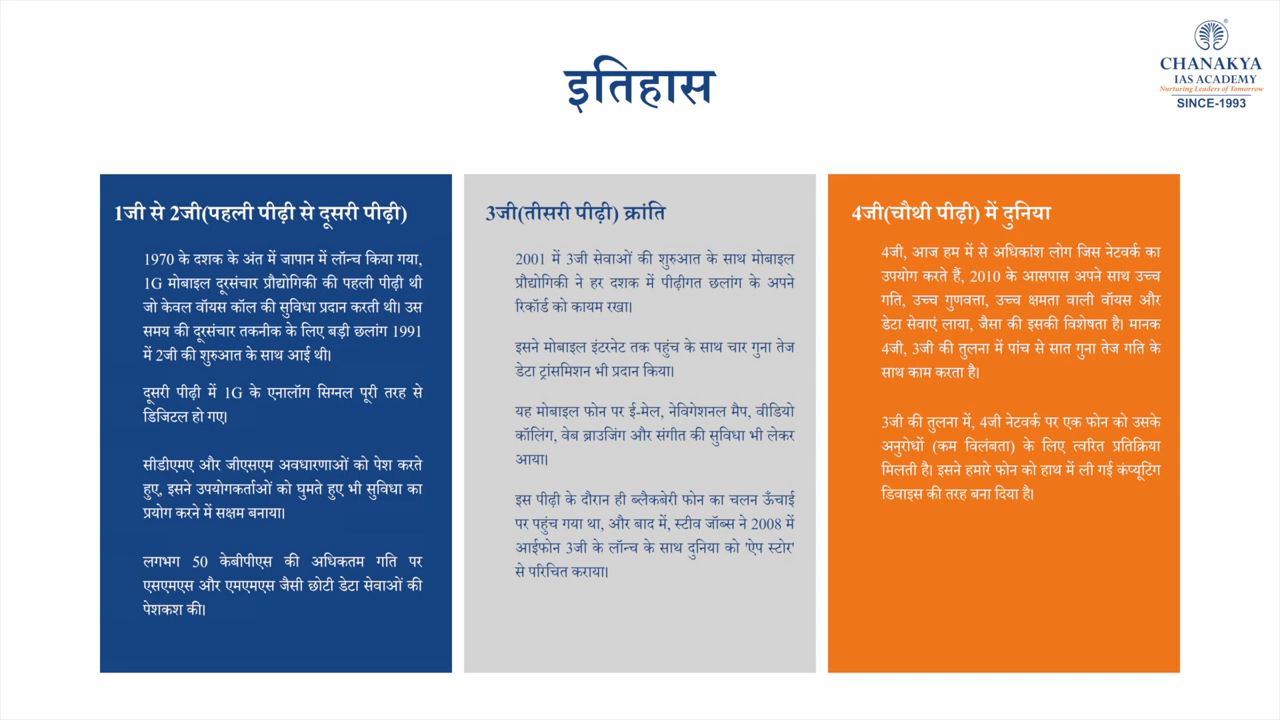 इतिहास
CHANAKYA
IAS ACADEMY
Nurturing Leaders of Tomorrow
SINCE-1993
1जी से 2जी(पहली पीढ़ी से दूसरी पीढ़ी)
1970 के दशक के अंत में जापान में लॉन्च किया गया,
1G मोबाइल दूरसंचार प्रौद्योगिकी की पहली पीढ़ी थी
जो केवल वॉयस कॉल की सुविधा प्रदान करती थी। उस
समय की दूरसंचार तकनीक के लिए बड़ी छलांग 1991
में 2जी की शुरुआत के साथ आई थी।
दूसरी पीढ़ी में 1G के एनालॉग सिग्नल पूरी तरह से
डिजिटल हो गए।
सीडीएमए और जीएसएम अवधारणाओं को पेश करते
हुए, इसने उपयोगकर्ताओं को घुमते हुए भी सुविधा का
प्रयोग करने में सक्षम बनाया।
लगभग 50 केबीपीएस की अधिकतम गति पर
एसएमएस और एमएमएस जैसी छोटी डेटा सेवाओं की
पेशकश की।
3जी(तीसरी पीढ़ी) क्रांति
2001 में 3जी सेवाओं की शुरुआत के साथ मोबाइल
प्रौद्योगिकी ने हर दशक में पीढ़ीगत छलांग के अपने
रिकॉर्ड को कायम रखा।
इसने मोबाइल इंटरनेट तक पहुंच के साथ चार गुना तेज
डेटा ट्रांसमिशन भी प्रदान किया।
यह मोबाइल फोन पर ई-मेल, नेविगेशनल मैप, वीडियो
कॉलिंग, वेब ब्राउजिंग और संगीत की सुविधा भी लेकर
आया।
इस पीढ़ी के दौरान ही ब्लैकबेरी फोन का चलन ऊँचाई
पर पहुंच गया था, और बाद में, स्टीव जॉब्स ने 2008 में
आईफोन 3जी के लॉन्च के साथ दुनिया को 'ऐप स्टोर'
से परिचित कराया।
4जी(चौथी पीढ़ी) में दुनिया
4जी, आज हम में से अधिकांश लोग जिस नेटवर्क का
उपयोग करते हैं, 2010 के आसपास अपने साथ उच्च
गति, उच्च गुणवत्ता, उच्च क्षमता वाली वॉयस और
डेटा सेवाएं लाया, जैसा की इसकी विशेषता है। मानक
4जी, 3जी की तुलना में पांच से सात गुना तेज गति के
साथ काम करता है।
3जी की तुलना में, 4जी नेटवर्क पर एक फोन को उसके
अनुरोधों (कम विलंबता) के लिए त्वरित प्रतिक्रिया
मिलती है। इसने हमारे फोन को हाथ में ली गई कंप्यूटिंग
डिवाइस की तरह बना दिया है।